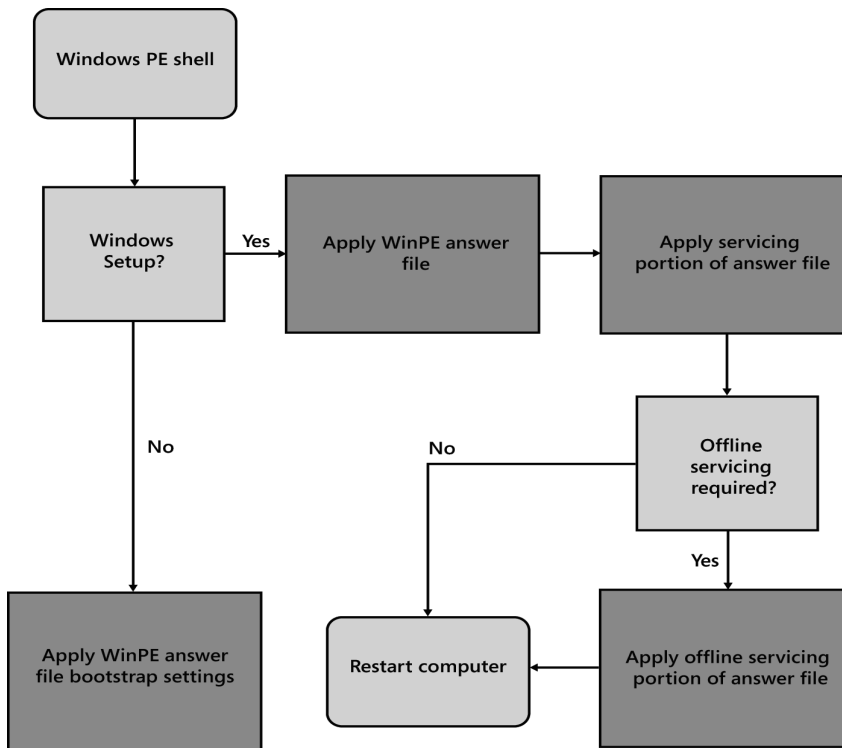 Windows PE shell
Windows
Setup?
Yes
Apply WinPE answer
file
Apply servicing
portion of answer file
No
No
Offline
servicing
required?
Yes
Apply WinPE answer
file bootstrap settings
Restart computer
Apply offline servicing
portion of answer file